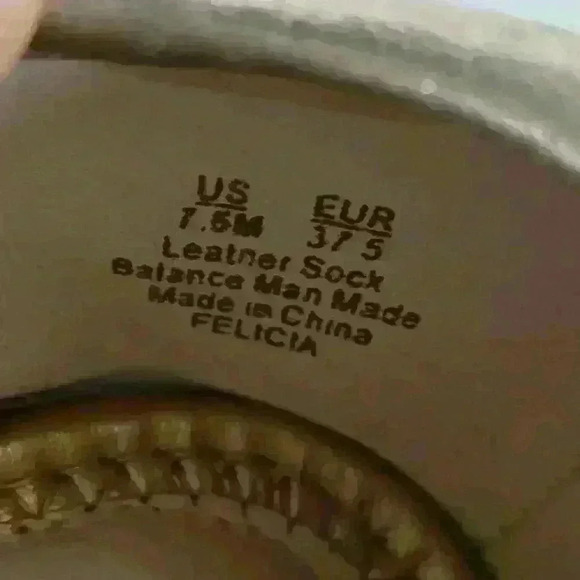 US EUR
7.5M 37.5
Leather Sock
Balance Man Made
Made in China
FELICIA